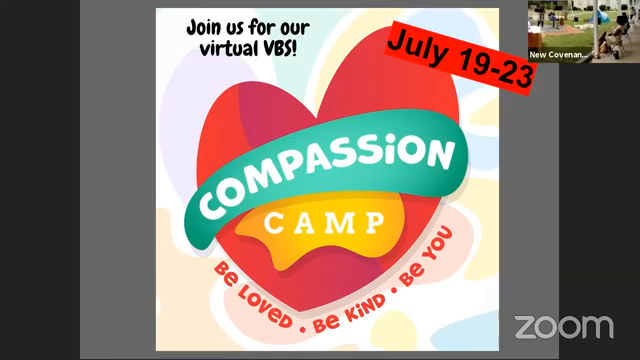 Join us for our
virtual VBS!
July 19-23
New Covenan...
COMPASSiON
CAMP
Be LOVED • Be KiND • Be YOU
zoom